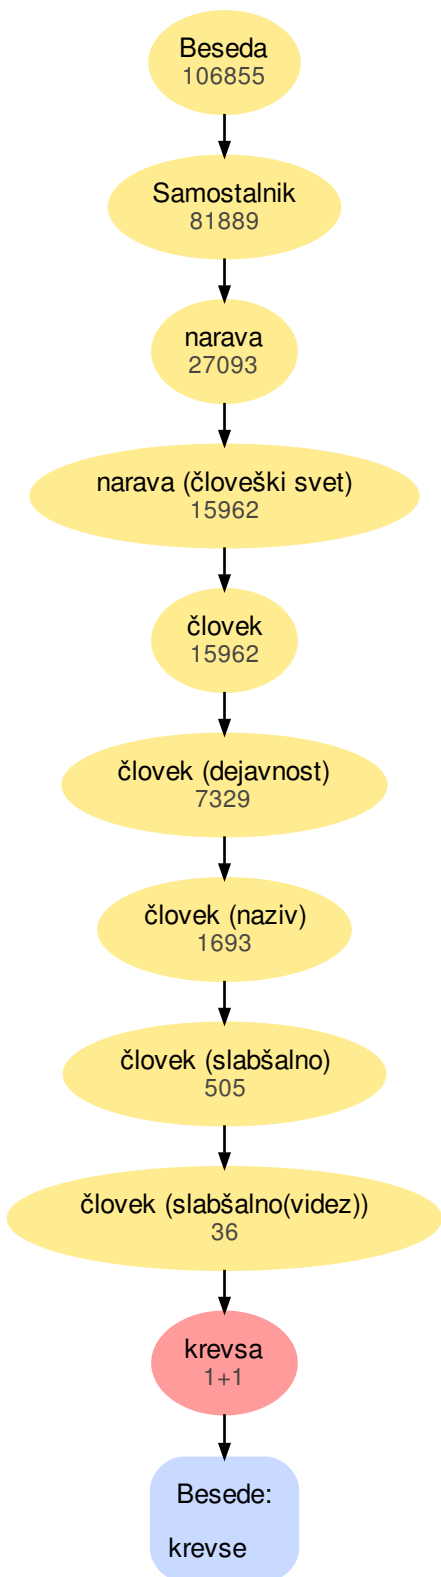 Beseda
106855
Samostalnik
81889
narava
27093
narava (človeški svet)
15962
človek
15962
človek (dejavnost)
7329
človek (naziv)
1693
človek (slabšalno)
505
človek (slabšalno(videz))
36
krevsa
1+1
Besede:
krevse